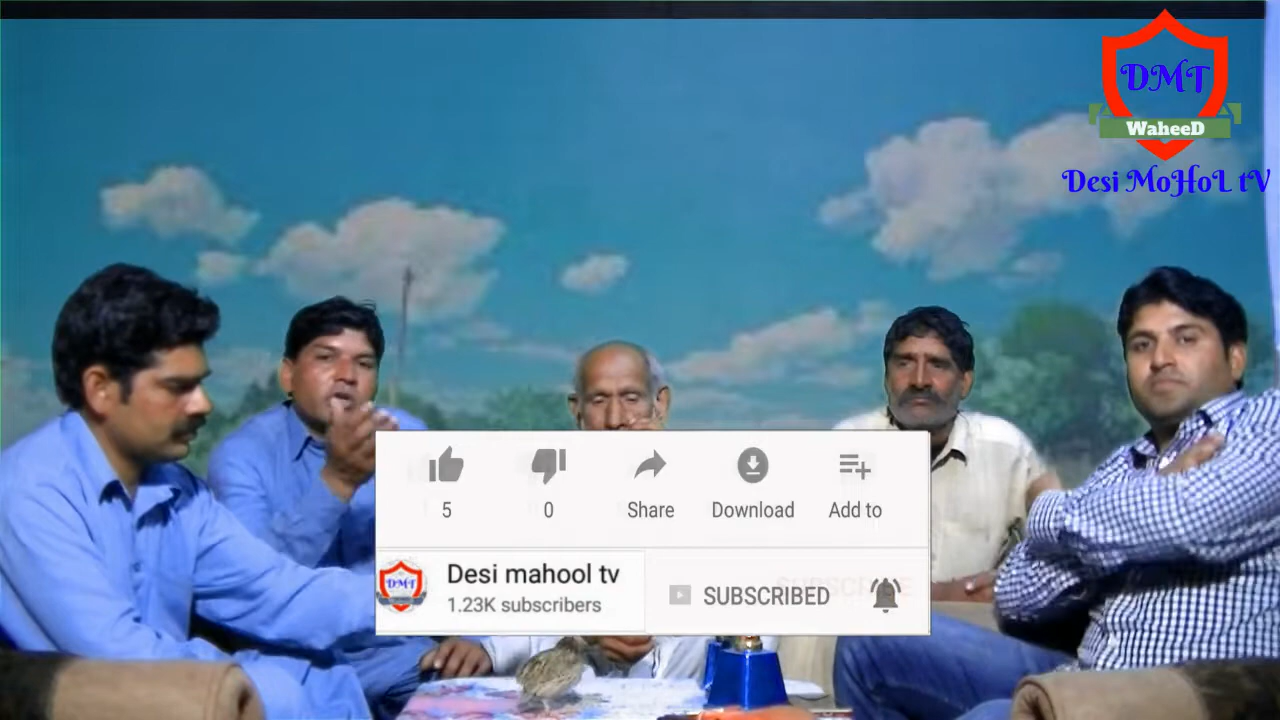 DMT
WaheeD
Desi MoHoL tV
5
0
Share
Download
Add to
DMT
Desi mahool tv
1.23K subscribers
SUBSCRIBED
SUBSCRIBE